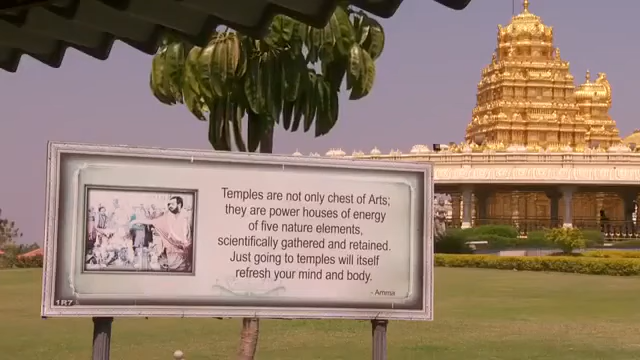 Temples are not only chest of Arts;
they are power houses of energy
of five nature elements,
scientifically gathered and retained.
Just going to temples will itself
refresh your mind and body.
- Amma
1R7